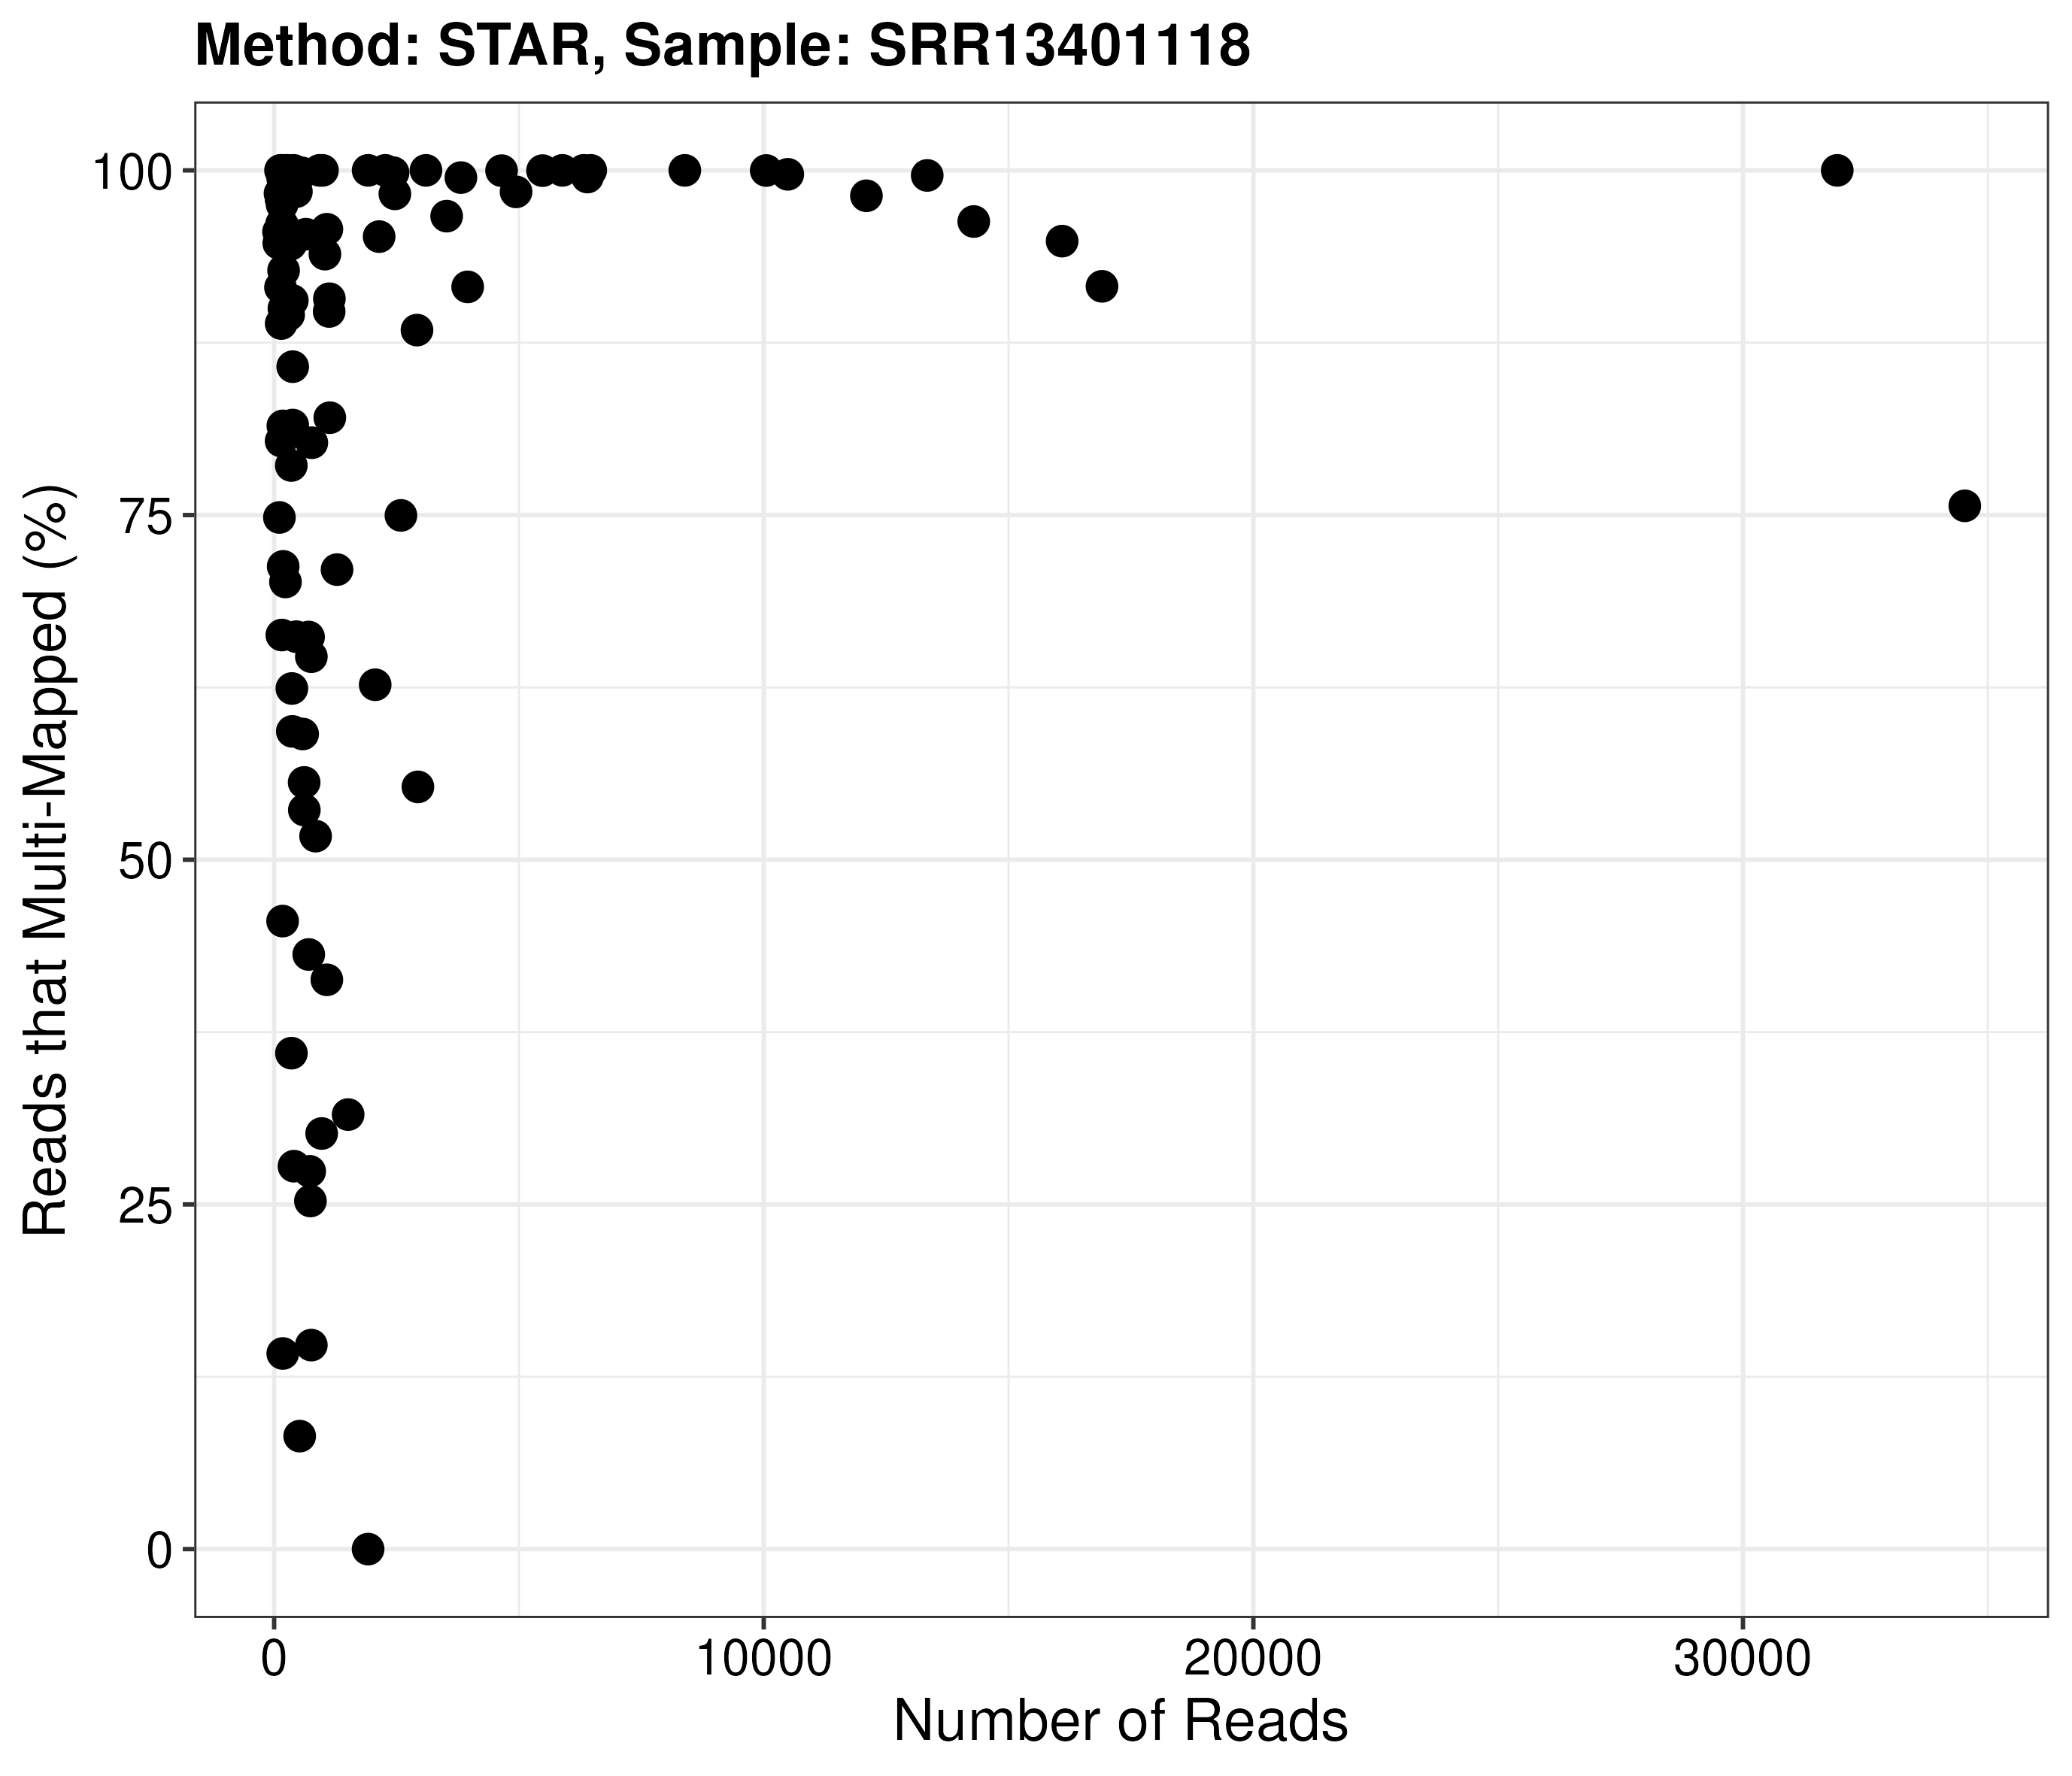 Method: STAR, Sample: SRR13401118
Reads that Multi-Mapped (%)
100
75
50
25
0
0 10000 20000 30000
Number of Reads